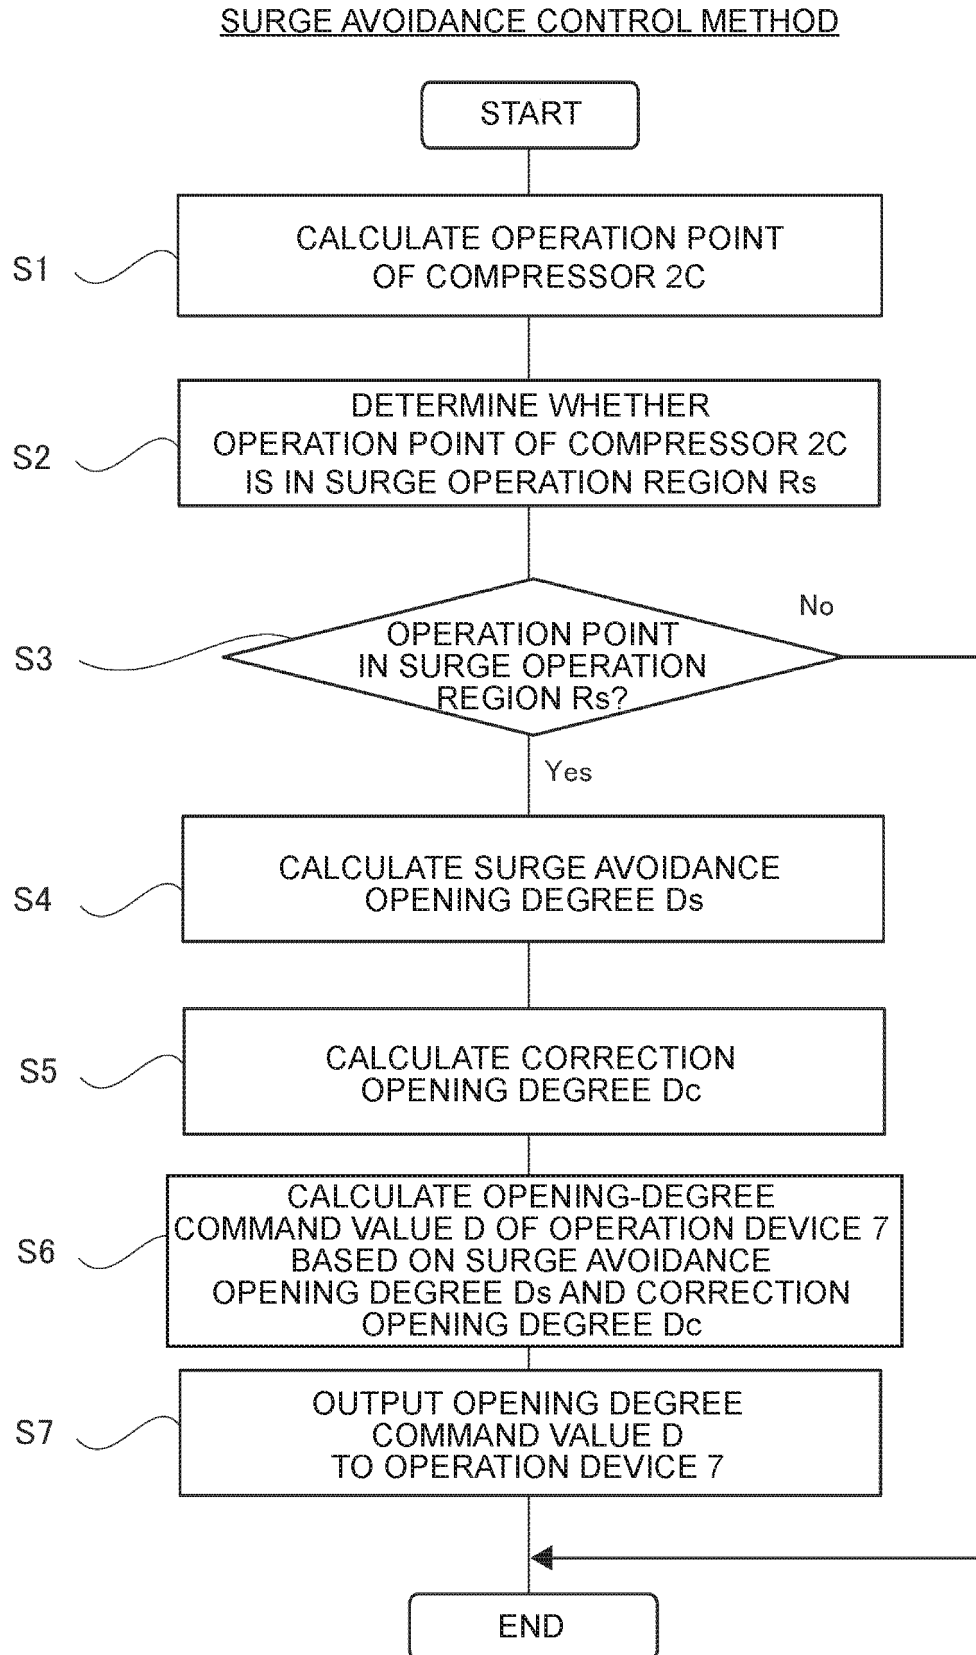 SURGE AVOIDANCE CONTROL METHOD
START
S1
CALCULATE OPERATION POINT
OF COMPRESSOR 2C
S2
DETERMINE WHETHER
OPERATION POINT OF COMPRESSOR 2C
IS IN SURGE OPERATION REGION Rs
No
S3
OPERATION POINT
IN SURGE OPERATION
REGION Rs?
Yes
S4
CALCULATE SURGE AVOIDANCE
OPENING DEGREE Ds
S5
CALCULATE CORRECTION
OPENING DEGREE Dc
S6
CALCULATE OPENING-DEGREE
COMMAND VALUE D OF OPERATION DEVICE 7
BASED ON SURGE AVOIDANCE
OPENING DEGREE Ds AND CORRECTION
OPENING DEGREE Dc
S7
OUTPUT OPENING DEGREE
COMMAND VALUE D
TO OPERATION DEVICE 7
END